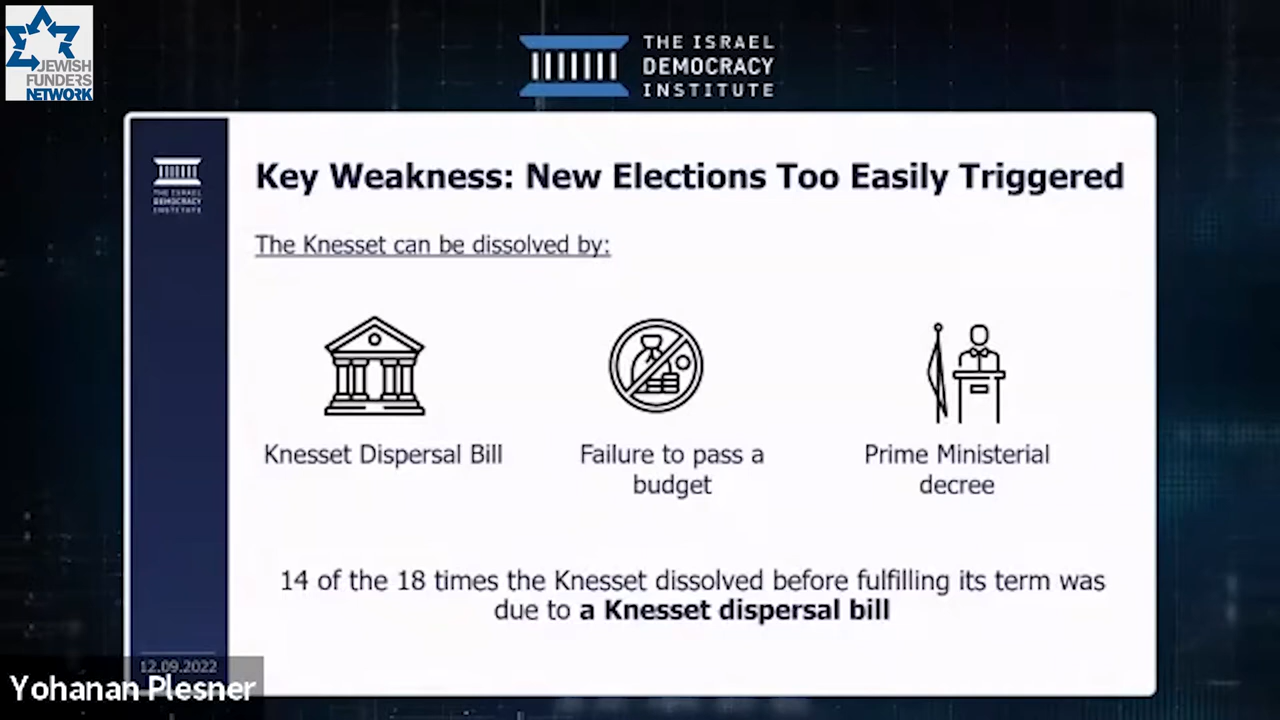 JEWISH
FUNDERS
NETWORK
THE ISRAEL
DEMOCRACY
INSTITUTE
THE ISRAEL
DEMOCRACY
INSTITUTE
Key Weakness: New Elections Too Easily Triggered
The Knesset can be dissolved by:
Knesset Dispersal Bill
Failure to pass a
budget
Prime Ministerial
decree
14 of the 18 times the Knesset dissolved before fulfilling its term was
due to a Knesset dispersal bill
12.09.2022
Yohanan Plesner